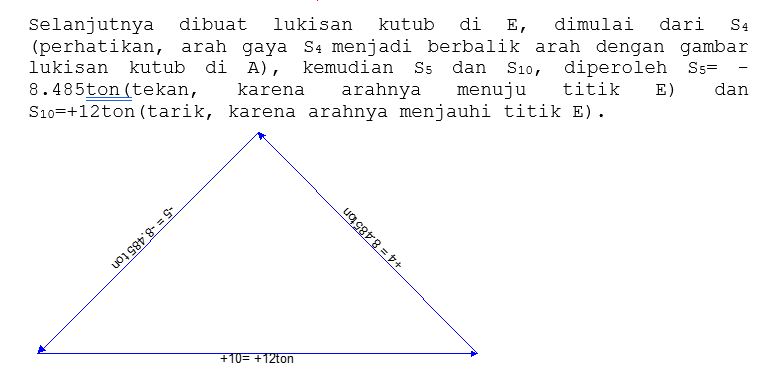 Selanjutnya dibuat lukisan kutub di E, dimulai dari S4
(perhatikan, arah gaya S4 menjadi berbalik arah dengan gambar
lukisan kutub di A), kemudian S5 dan S10, diperoleh S5= -
8.485ton(tekan, karena arahnya menuju titik E) dan
S10=+12ton(tarik, karena arahnya menjauhi titik E).
-5 = -8.485ton
+4 = 8.485ton
+10= +12ton